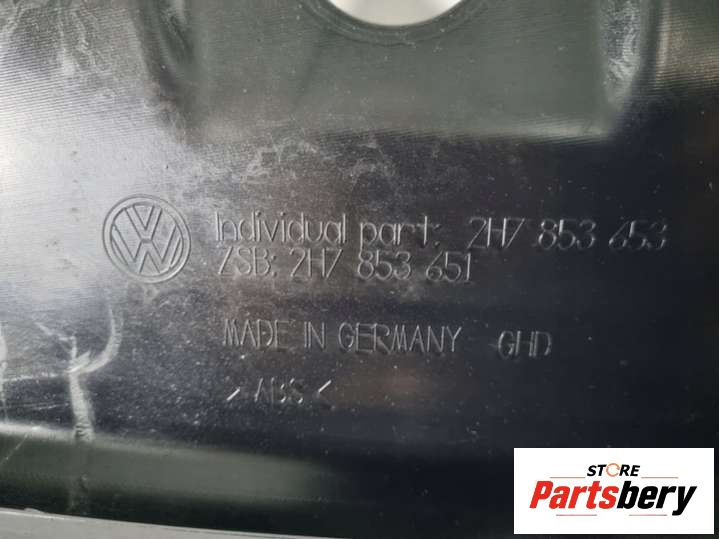 Individual part: 2H7 853 653
ZSB: 2H7 853 651
MADE IN GERMANY GHD
> ABS <
STORE
Partsbery